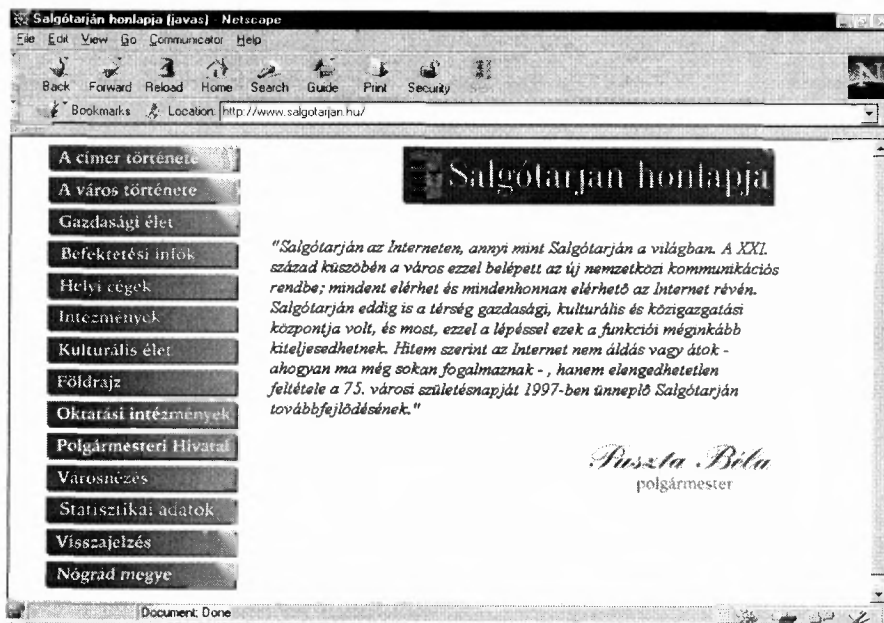 Salgótarján honlapja (javas) - Netscape
File Edit View Go Communicator Help
Back Forward Reload Home Search Guide Print Security
Bookmarks Location: http://www.salgotarjan.hu/
A címer története
A város története
Gazdasági élet
Befektetési infók
Helyi cégek
Intézmények
Kulturális élet
Földrajz
Oktatási intézmények
Polgármesteri Hivatal
Városnézés
Statisztikai adatok
Visszajelzés
Nógrád megye
Salgótarján honlapja
"Salgótarján az Interneten, annyi mint Salgótarján a világban. A XXI.
század küszöbén a város ezzel belépett az új nemzetközi kommunikációs
rendbe; mindent elérhet és mindenhonnan elérhető az Internet révén.
Salgótarján eddig is a térség gazdasági, kulturális és közigazgatási
központja volt, és most, ezzel a lépéssel ezek a funkciói méginkább
kiteljesedhetnek. Hitem szerint az Internet nem áldás vagy átok -
ahogyan ma még sokan fogalmaznak - , hanem elengedhetetlen
feltétele a 75. városi születésnapját 1997-ben ünneplő Salgótarján
továbbfejlődésének."
Puszta Béla
polgármester
Document: Done